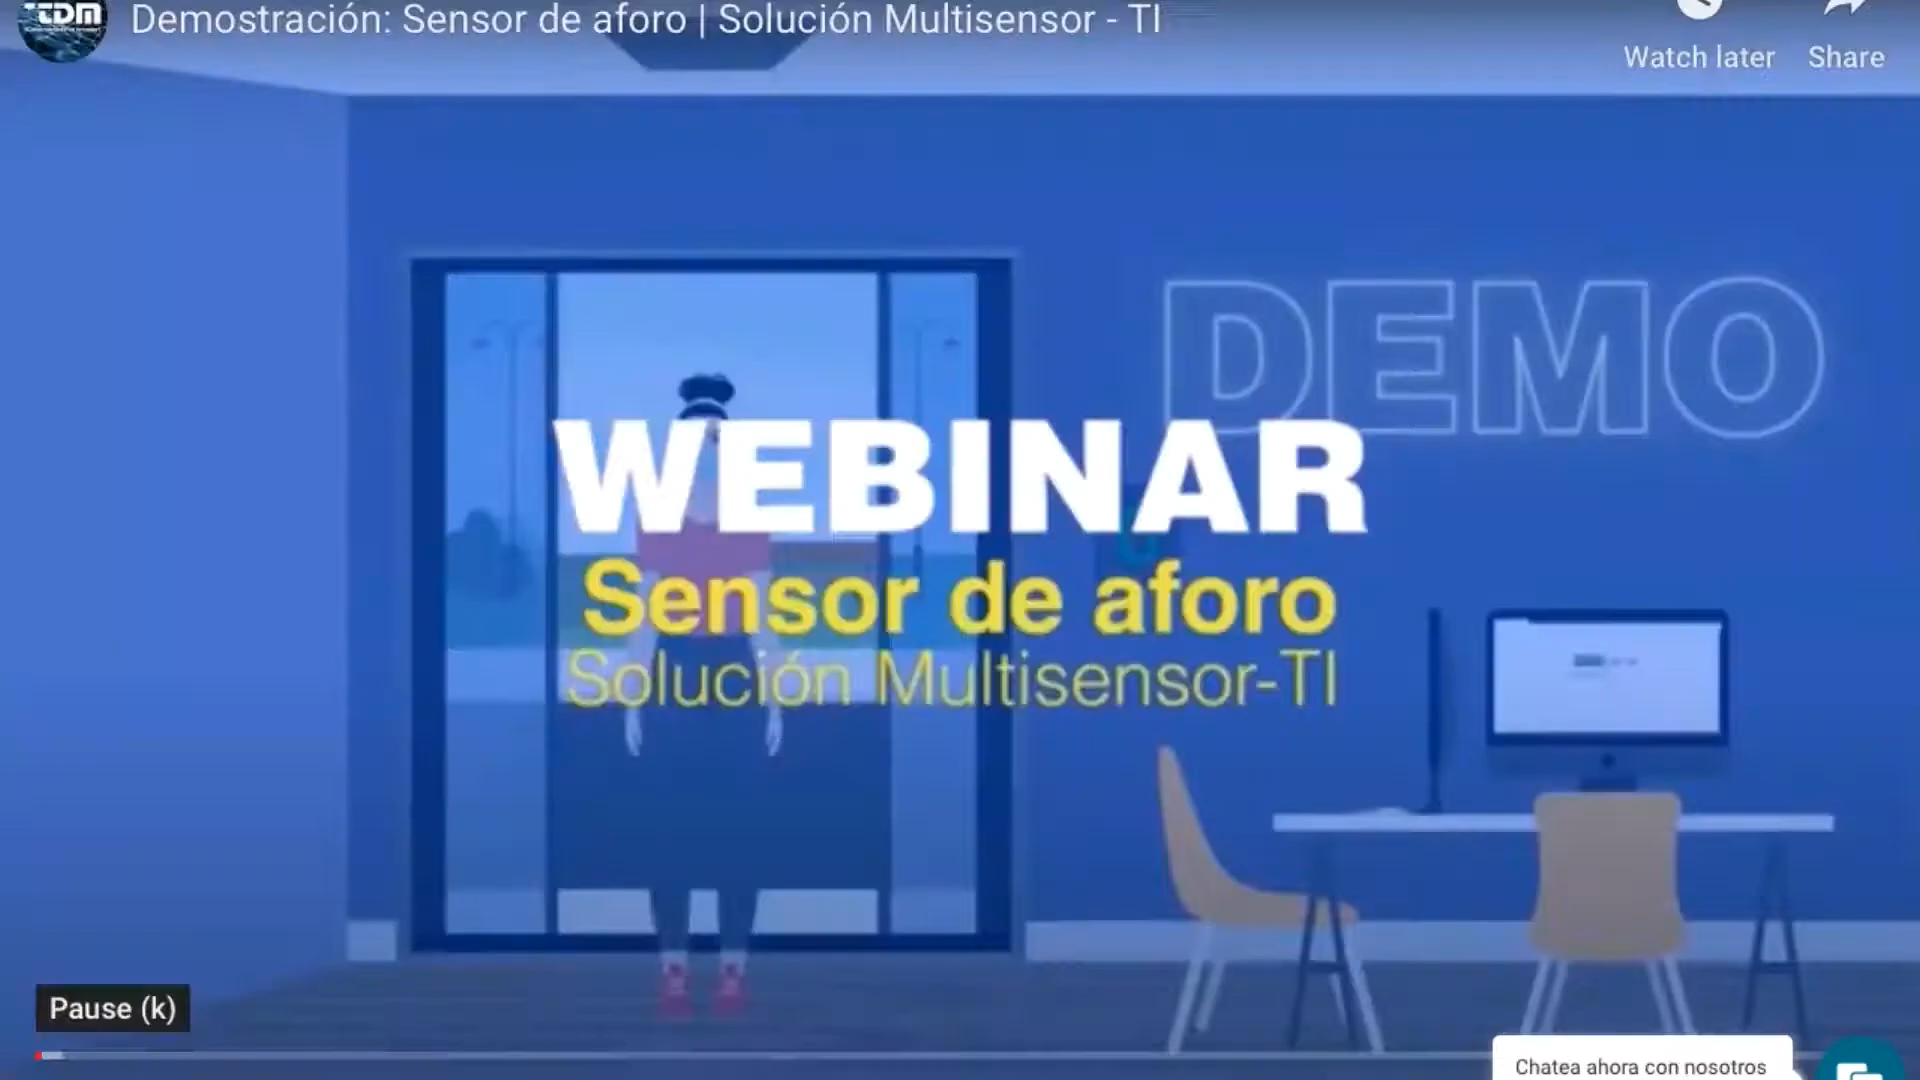 TDM
Demostración: Sensor de aforo | Solución Multisensor - TI
Watch later
Share
DEMO
WEBINAR
Sensor de aforo
Solución Multisensor-TI
Pause (k)
Chatea ahora con nosotros